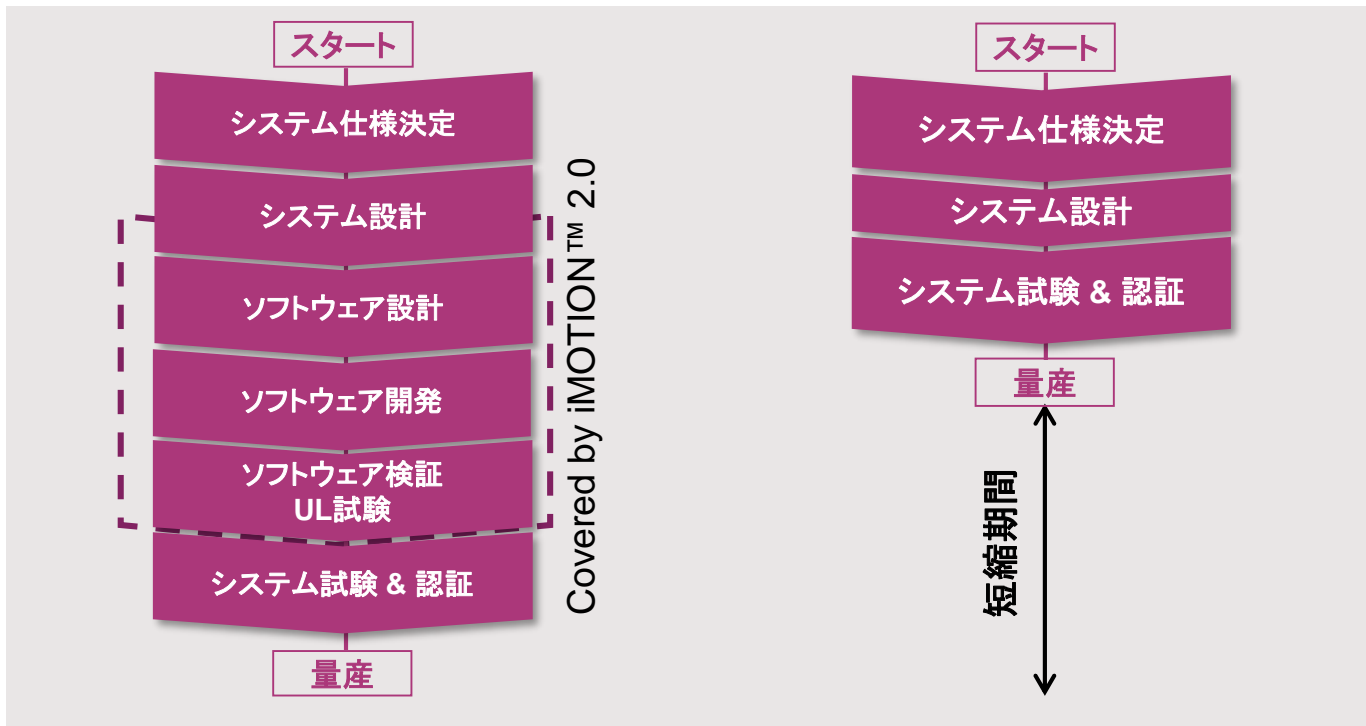 スタート
システム仕様決定
システム設計
ソフトウェア設計
ソフトウェア開発
ソフトウェア検証
UL試験
システム試験 & 認証
量産
Covered by iMOTION™ 2.0
スタート
システム仕様決定
システム設計
システム試験 & 認証
量産
短縮期間